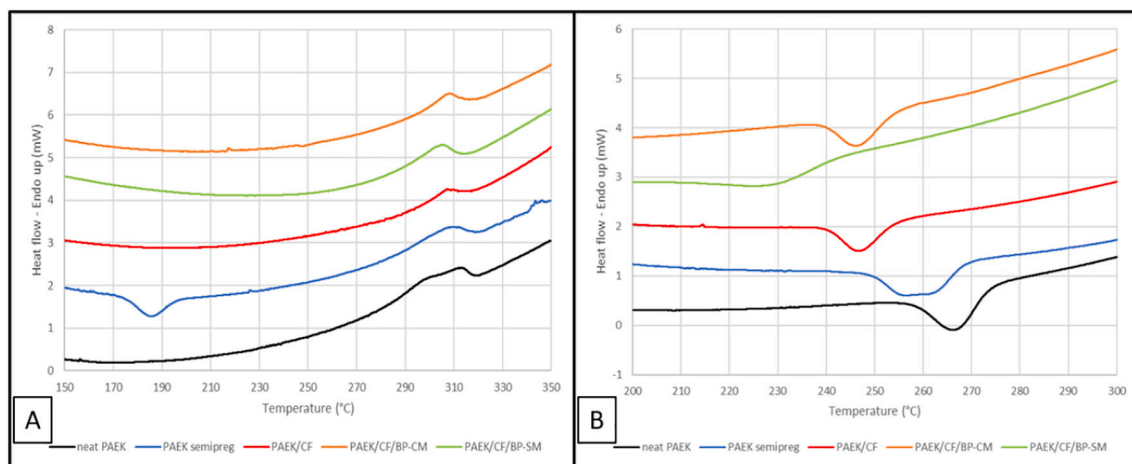 8
7
6
5
4
3
2
1
0
Heat flow - Endo up (mW)
150 170 190 210 230 250 270 290 310 330 350
Temperature (°C)
A
neat PAEK PAEK semipreg PAEK/CF PAEK/CF/BP-CM PAEK/CF/BP-SM
6
5
4
3
2
1
0
-1
Heat flow - Endo up (mW)
200 210 220 230 240 250 260 270 280 290 300
Temperature (°C)
B
neat PAEK PAEK semipreg PAEK/CF PAEK/CF/BP-CM PAEK/CF/BP-SM